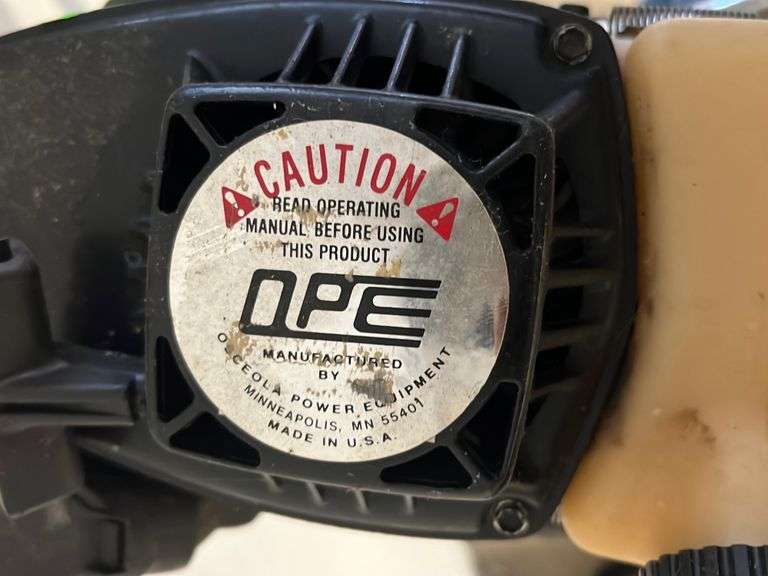 CAUTION
READ OPERATING
MANUAL BEFORE USING
THIS PRODUCT
OPE
MANUFACTURED
BY
OSCEOLA POWER EQUIPMENT
MINNEAPOLIS, MN 55401
MADE IN U.S.A.